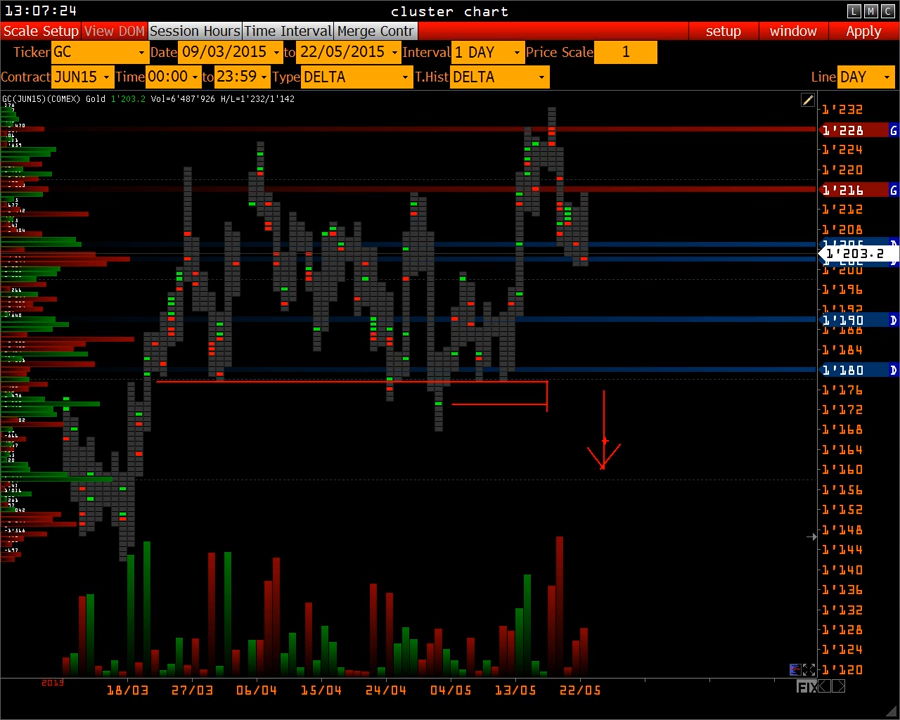 13:07:24 cluster chart L M C
Scale Setup View DOM Session Hours Time Interval Merge Contr setup window Apply
Ticker GC Date 09/03/2015 to 22/05/2015 Interval 1 DAY Price Scale 1
Contract JUN15 Time 00:00 to 23:59 Type DELTA T.Hist DELTA Line DAY
GC(JUN15)(COMEX) Gold 1'203.2 Vol=6'487'926 H/L=1'232/1'142
1'232
1'228 G
1'224
1'220
1'216 G
1'212
1'208
1'203.2
1'200
1'196
1'192
1'190 D
1'188
1'184
1'180 D
1'176
1'172
1'168
1'164
1'160
1'156
1'152
1'148
1'144
1'140
1'136
1'132
1'128
1'124
1'120
FIX
18/03 27/03 06/04 15/04 24/04 04/05 13/05 22/05